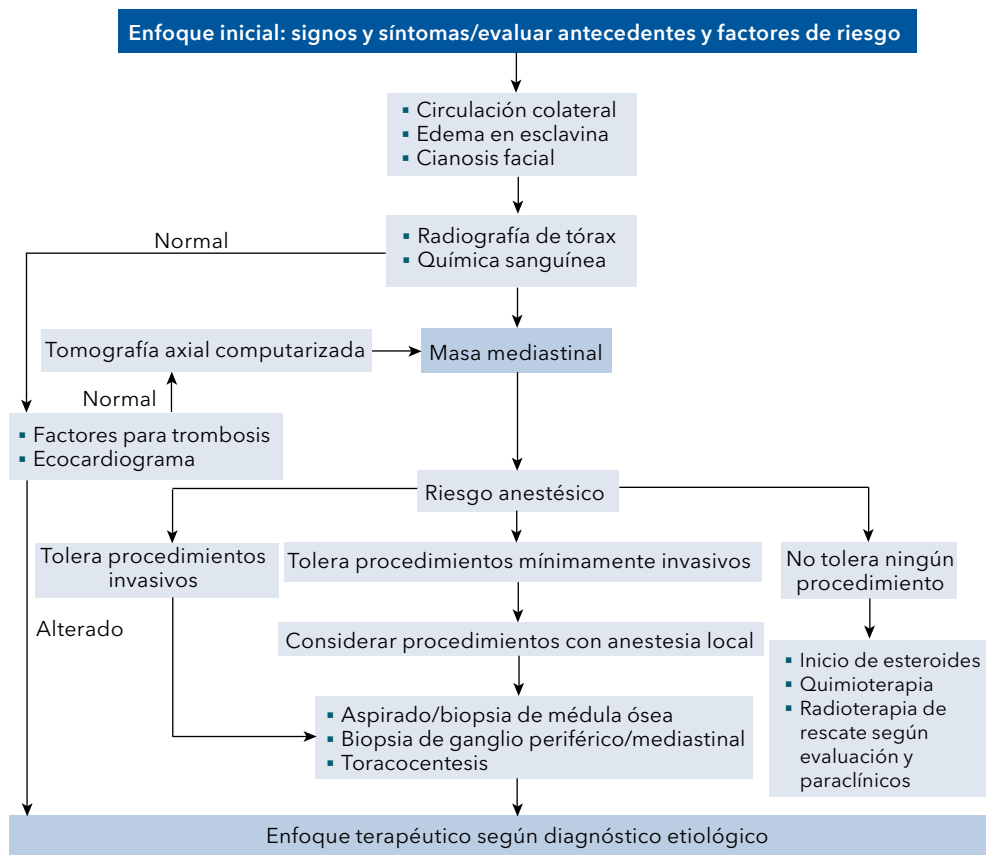 Enfoque inicial: signos y síntomas/evaluar antecedentes y factores de riesgo
▪ Circulación colateral
▪ Edema en esclavina
▪ Cianosis facial
Normal
▪ Radiografía de tórax
▪ Química sanguínea
Tomografía axial computarizada
Masa mediastinal
Normal
▪ Factores para trombosis
▪ Ecocardiograma
Riesgo anestésico
Tolera procedimientos
invasivos
Tolera procedimientos mínimamente invasivos
No tolera ningún
procedimiento
Alterado
Considerar procedimientos con anestesia local
▪ Inicio de esteroides
▪ Quimioterapia
▪ Radioterapia de
rescate según
evaluación y
paraclínicos
▪ Aspirado/biopsia de médula ósea
▪ Biopsia de ganglio periférico/mediastinal
▪ Toracocentesis
Enfoque terapéutico según diagnóstico etiológico